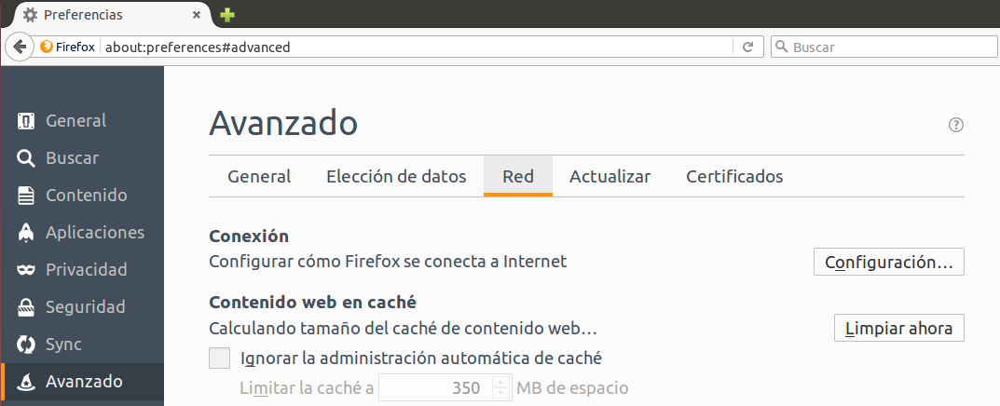 Preferencias
Firefox about:preferences#advanced
Buscar
General
Buscar
Contenido
Aplicaciones
Privacidad
Seguridad
Sync
Avanzado
Avanzado
General Elección de datos Red Actualizar Certificados
Conexión
Configurar cómo Firefox se conecta a Internet
Configuración...
Contenido web en caché
Calculando tamaño del caché de contenido web...
Limpiar ahora
Ignorar la administración automática de caché
Limitar la caché a 350 MB de espacio